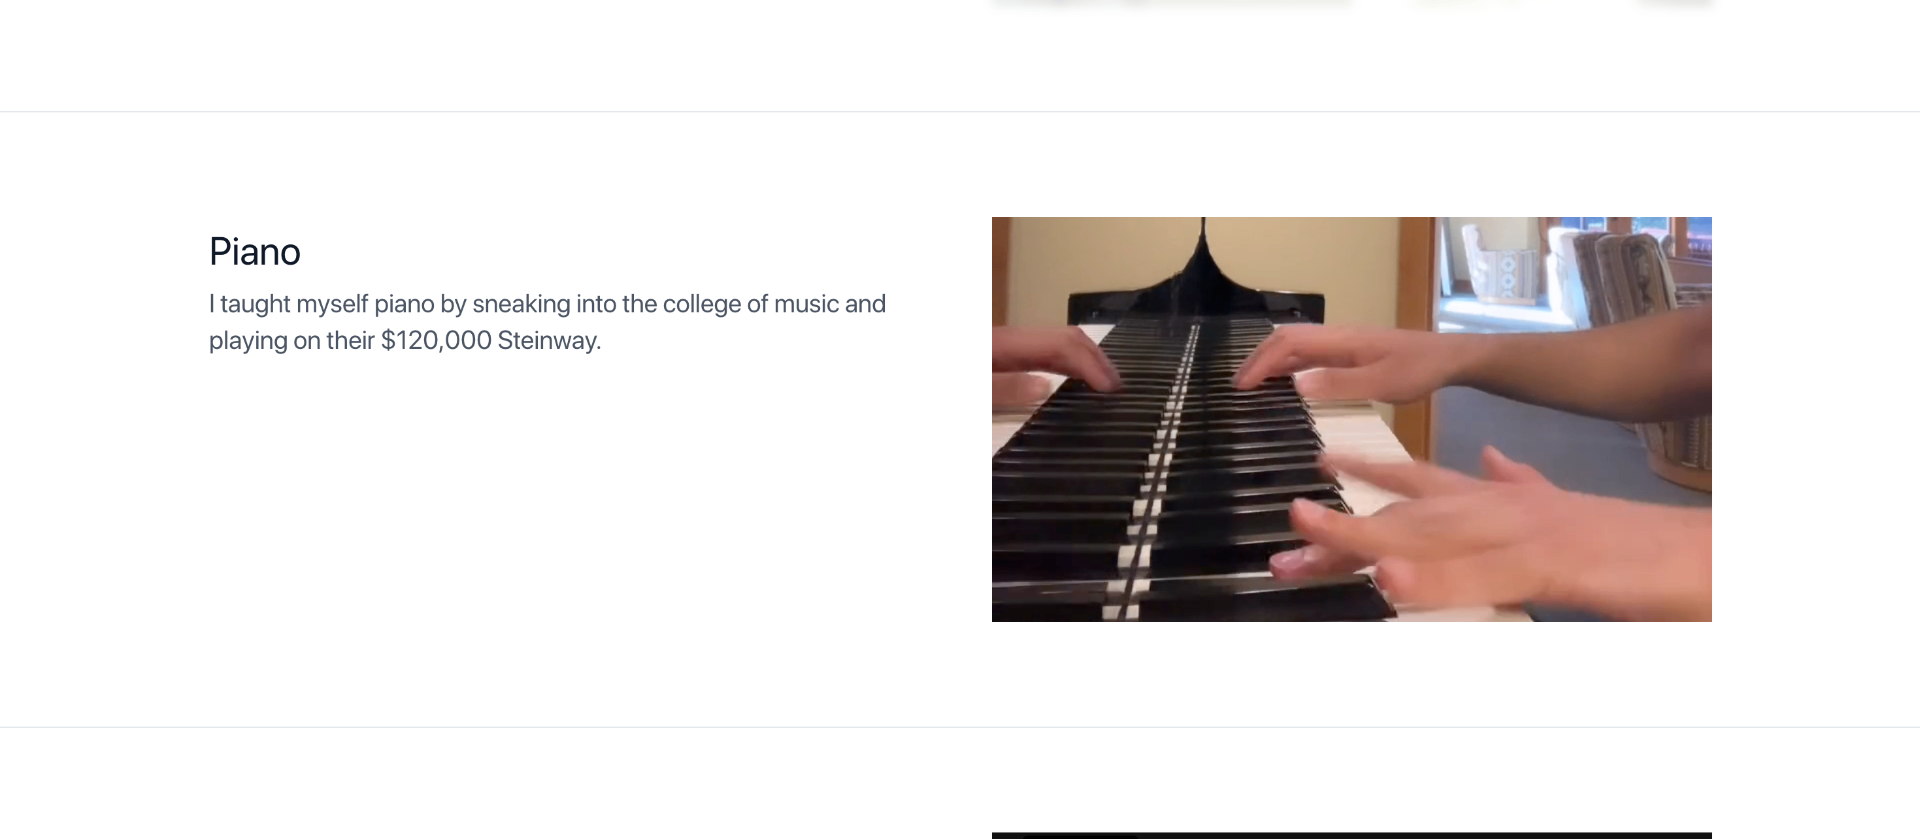 Piano
I taught myself piano by sneaking into the college of music and
playing on their $120,000 Steinway.